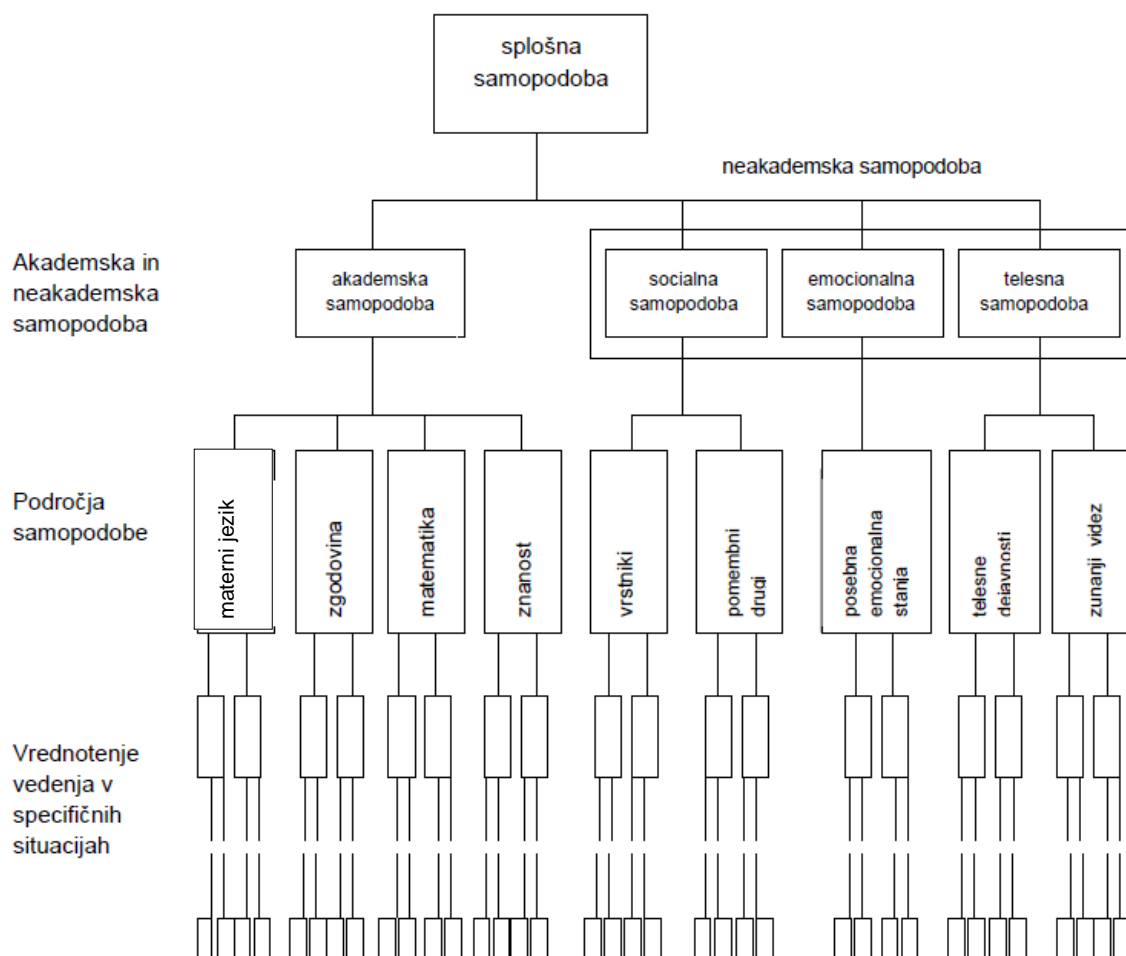 splošna
samopodoba
neakademska samopodoba
Akademska in
neakademska
samopodoba
akademska
samopodoba
socialna
samopodoba
emocionalna
samopodoba
telesna
samopodoba
Področja
samopodobe
materni jezik
zgodovina
matematika
znanost
vrstniki
pomembni
drugi
posebna
emocionalna
stanja
telesne
dejavnosti
zunanji videz
Vrednotenje
vedenja v
specifičnih
situacijah